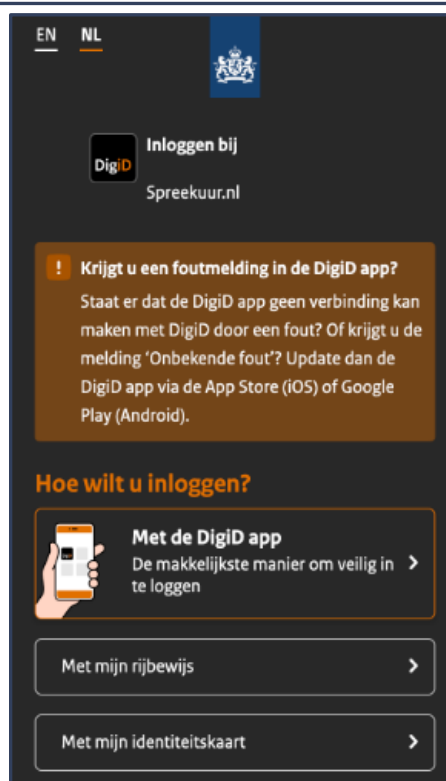 EN NL
DigiD
Inloggen bij
Spreekuur.nl
! Krijgt u een foutmelding in de DigiD app?
Staat er dat de DigiD app geen verbinding kan
maken met DigiD door een fout? Of krijgt u de
melding ‘Onbekende fout’? Update dan de
DigiD app via de App Store (iOS) of Google
Play (Android).
Hoe wilt u inloggen?
Met de DigiD app
De makkelijkste manier om veilig in
te loggen
Met mijn rijbewijs
Met mijn identiteitskaart